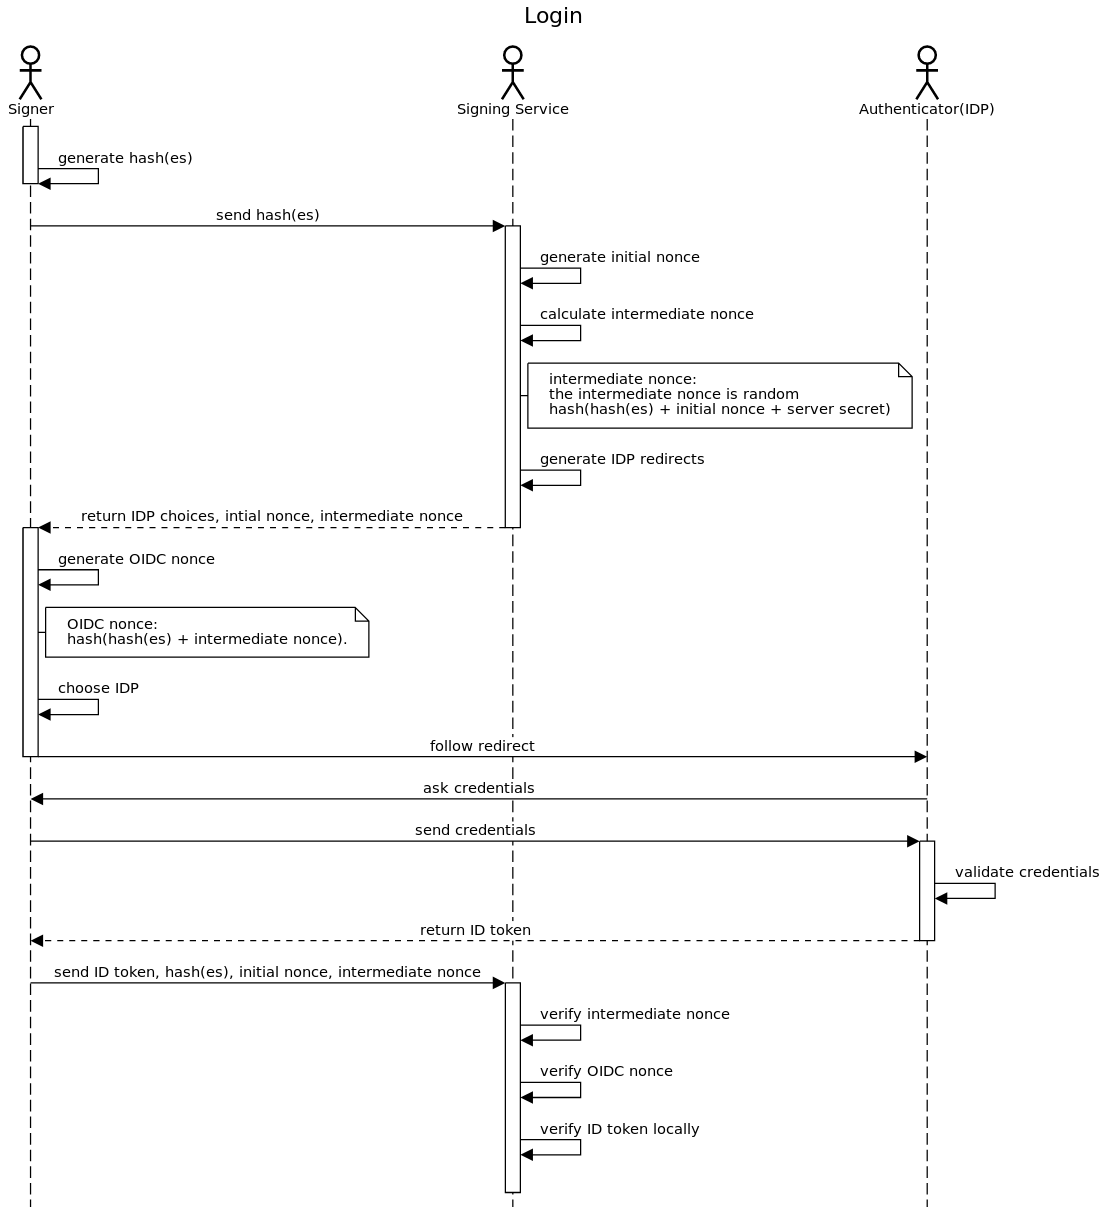 Login
Signer
Signing Service
Authenticator(IDP)
generate hash(es)
send hash(es)
generate initial nonce
calculate intermediate nonce
intermediate nonce:
the intermediate nonce is random
hash(hash(es) + initial nonce + server secret)
generate IDP redirects
return IDP choices, intial nonce, intermediate nonce
generate OIDC nonce
OIDC nonce:
hash(hash(es) + intermediate nonce).
choose IDP
follow redirect
ask credentials
send credentials
validate credentials
return ID token
send ID token, hash(es), initial nonce, intermediate nonce
verify intermediate nonce
verify OIDC nonce
verify ID token locally